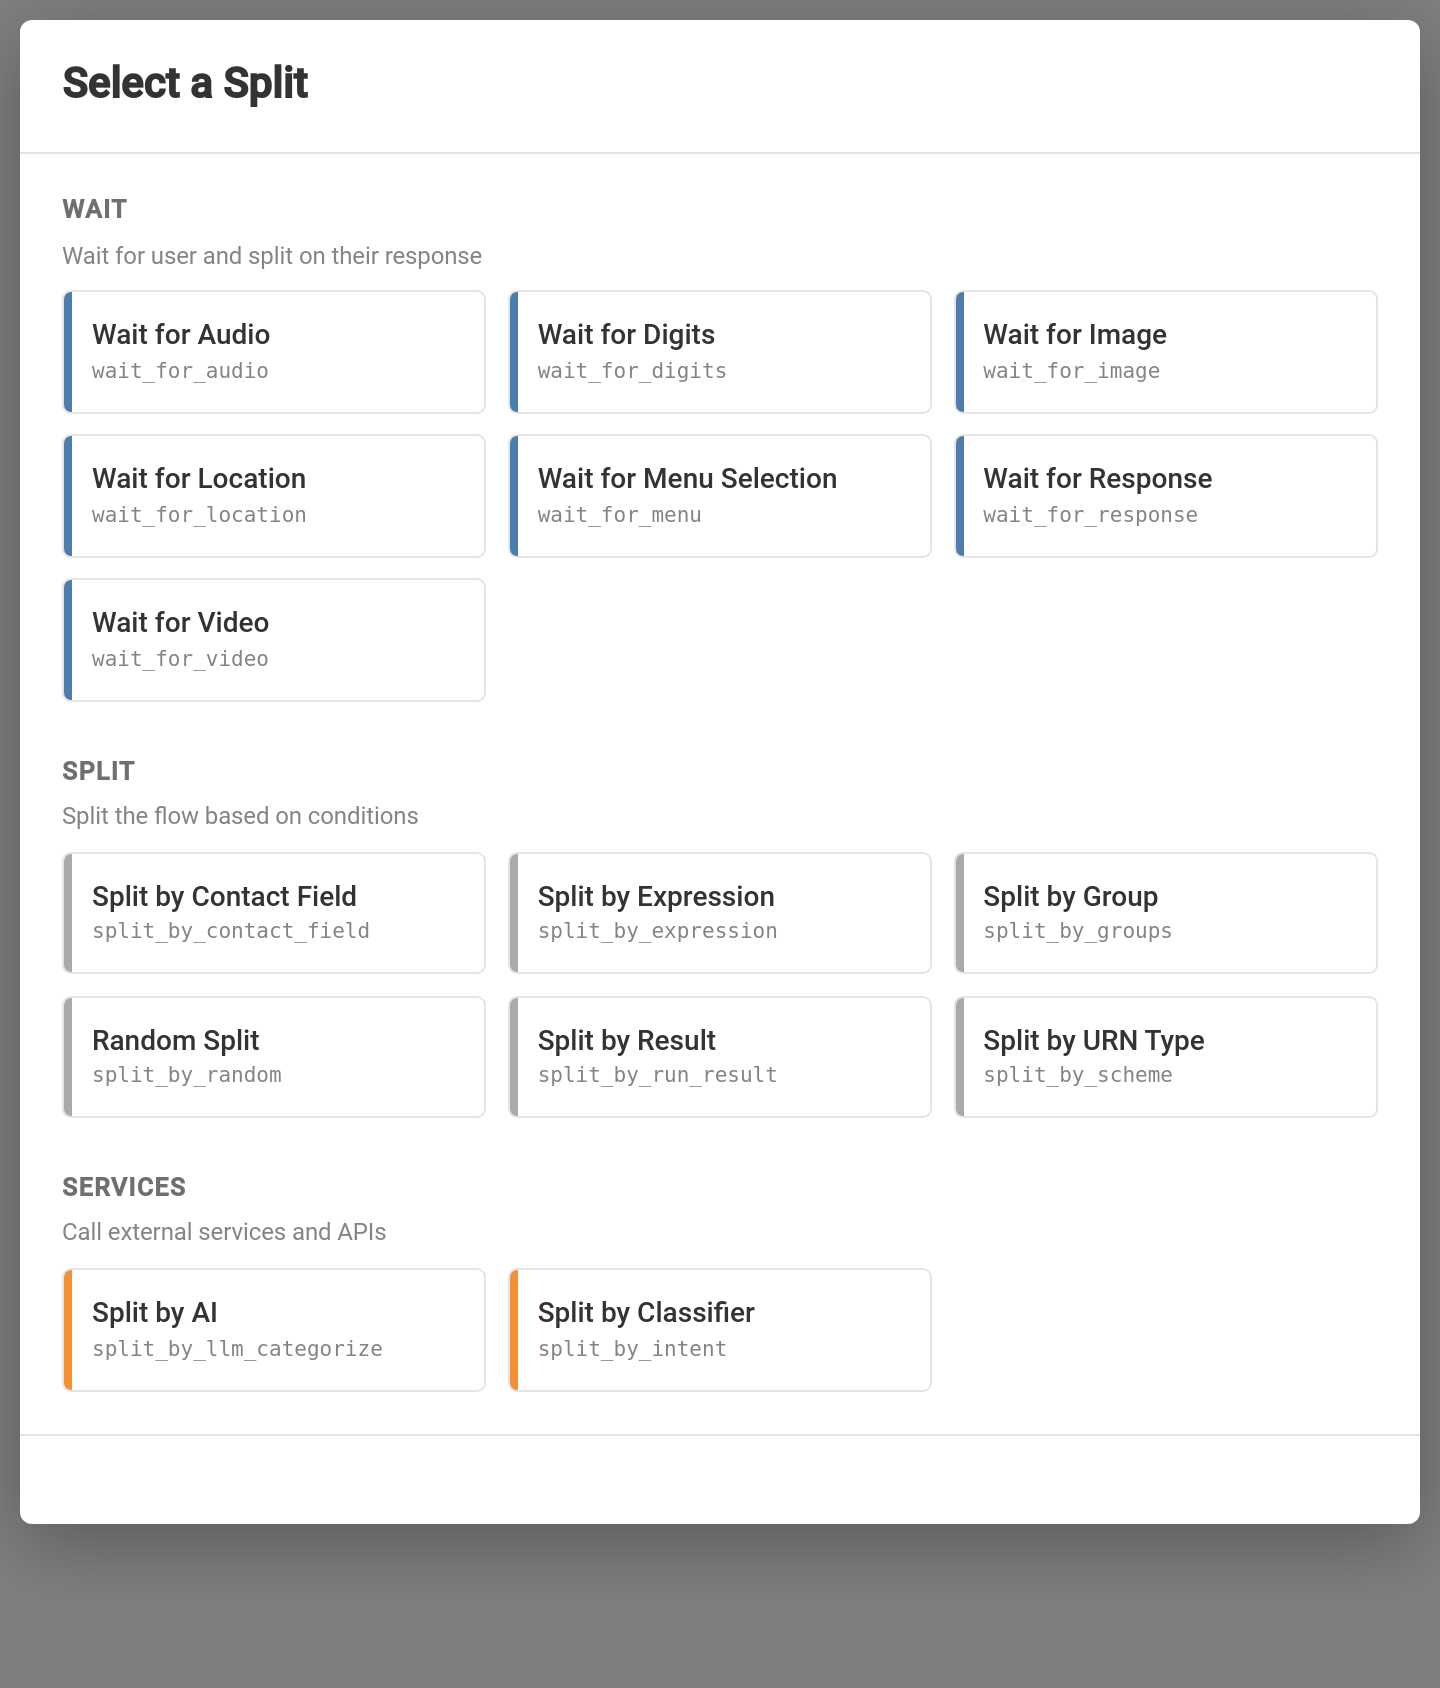 Select a Split
WAIT
Wait for user and split on their response
Wait for Audio
wait_for_audio
Wait for Digits
wait_for_digits
Wait for Image
wait_for_image
Wait for Location
wait_for_location
Wait for Menu Selection
wait_for_menu
Wait for Response
wait_for_response
Wait for Video
wait_for_video
SPLIT
Split the flow based on conditions
Split by Contact Field
split_by_contact_field
Split by Expression
split_by_expression
Split by Group
split_by_groups
Random Split
split_by_random
Split by Result
split_by_run_result
Split by URN Type
split_by_scheme
SERVICES
Call external services and APIs
Split by AI
split_by_llm_categorize
Split by Classifier
split_by_intent